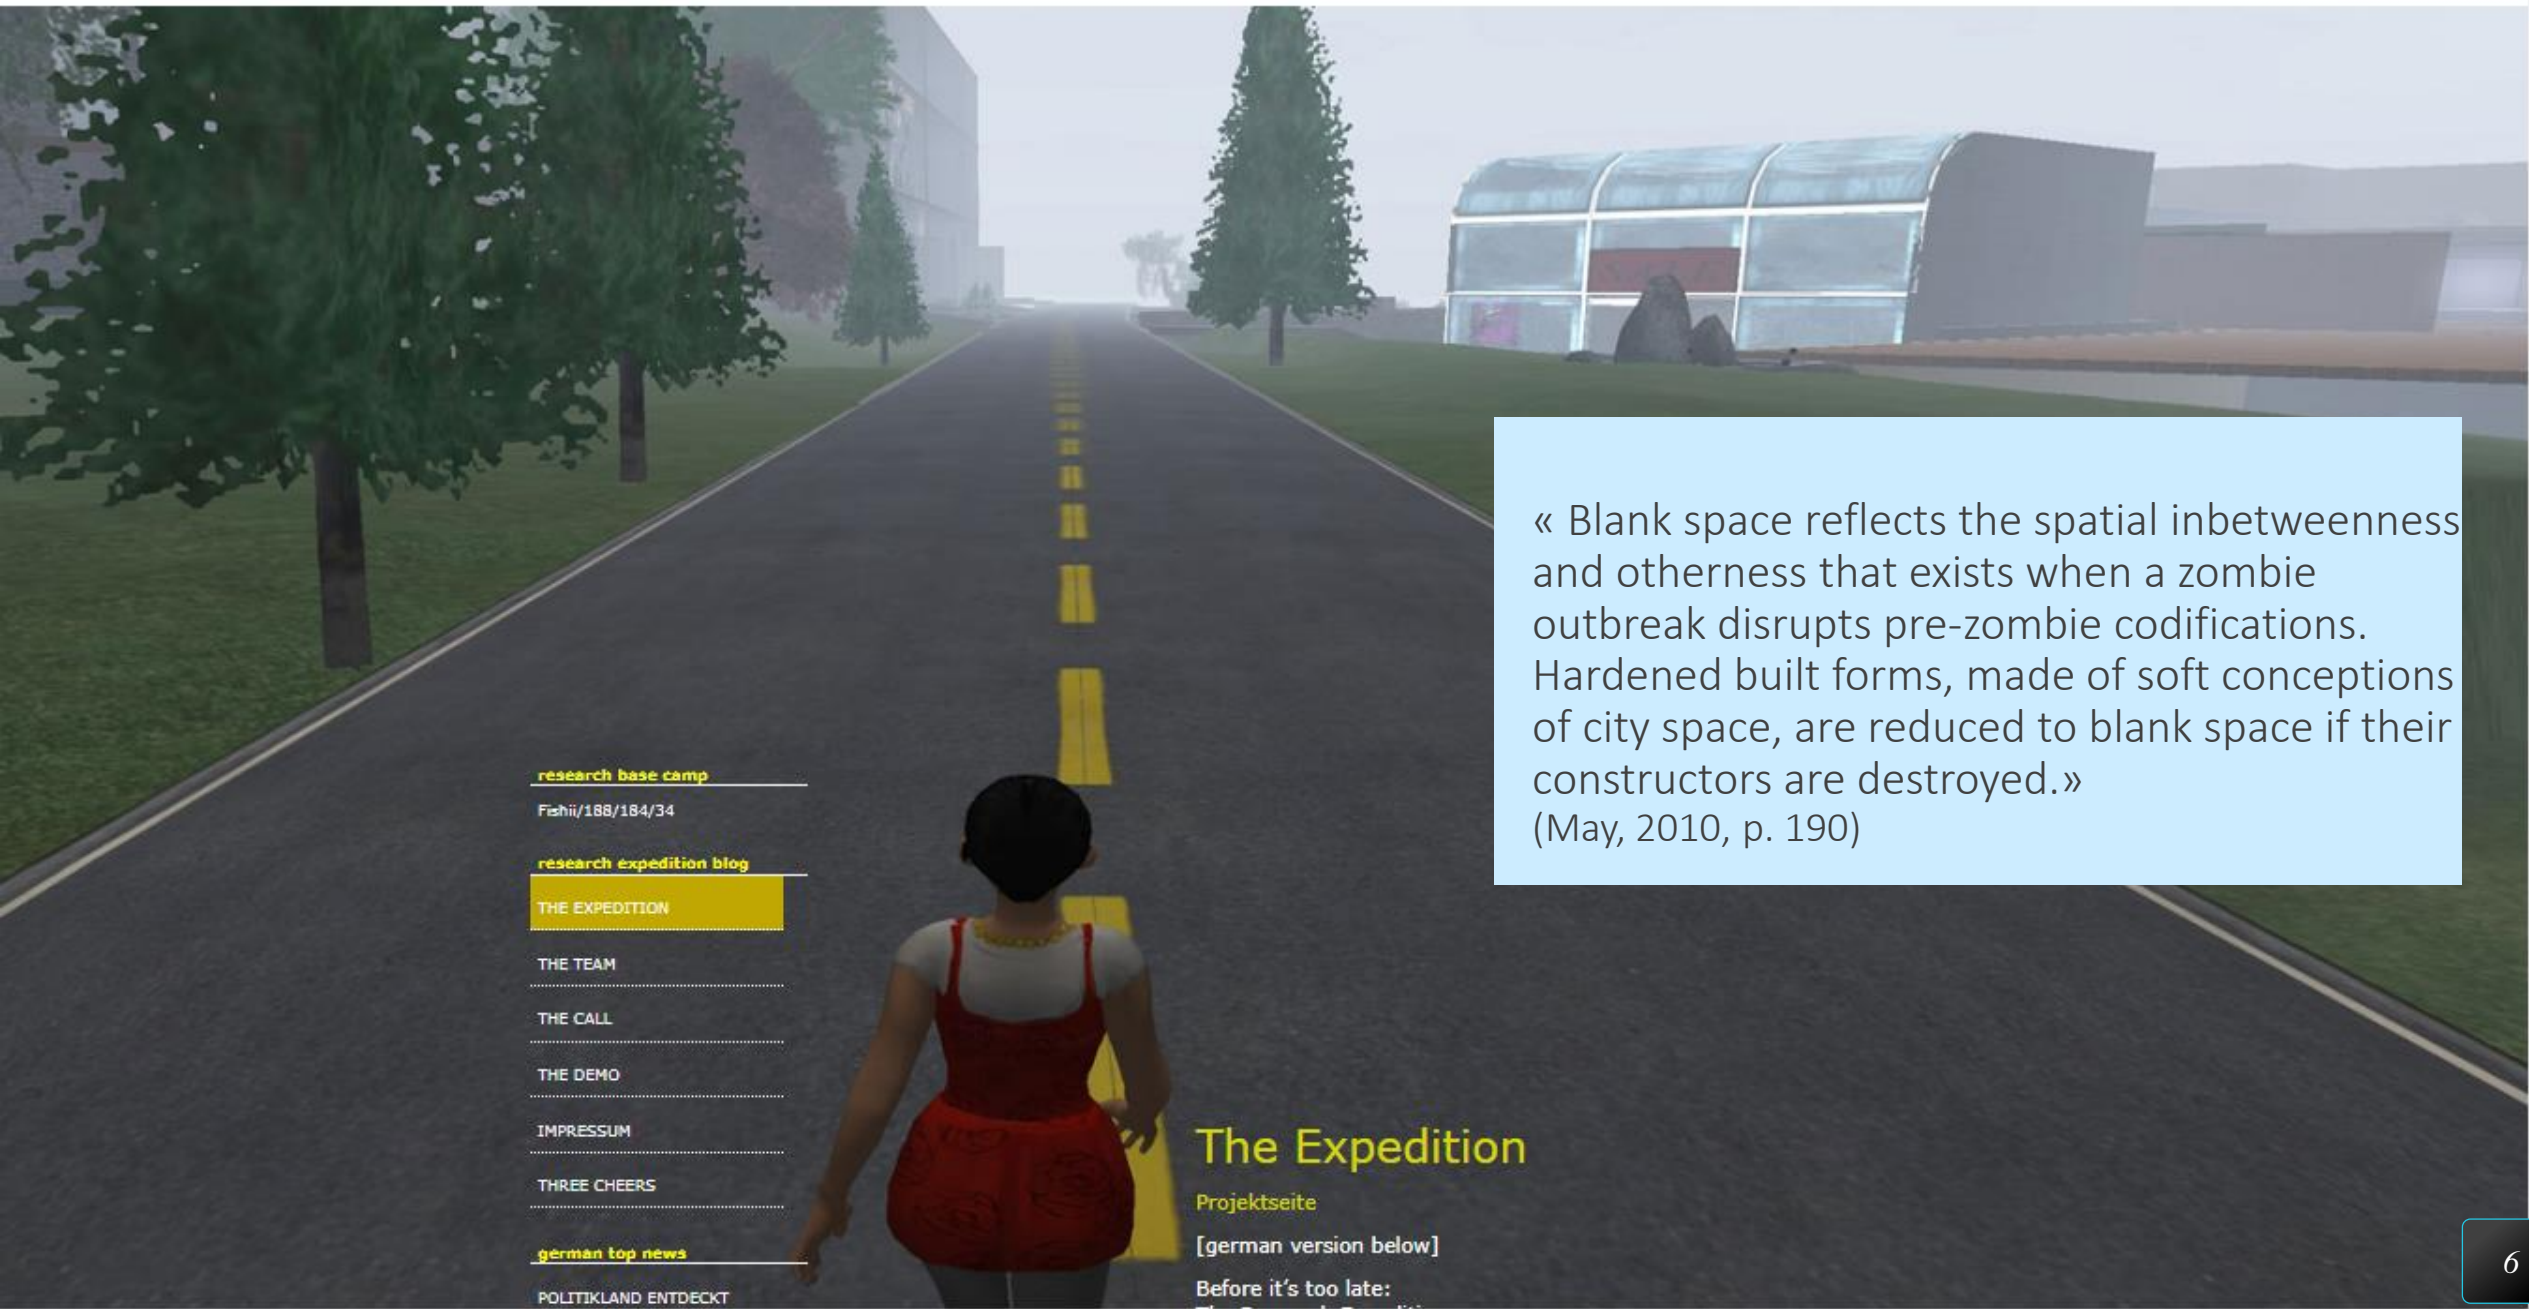 « Blank space reflects the spatial inbetweenness
and otherness that exists when a zombie
outbreak disrupts pre-zombie codifications.
Hardened built forms, made of soft conceptions
of city space, are reduced to blank space if their
constructors are destroyed.»
(May, 2010, p. 190)
research base camp
Fishii/188/184/34
research expedition blog
THE EXPEDITION
THE TEAM
THE CALL
THE DEMO
IMPRESSUM
THREE CHEERS
german top news
POLITIKLAND ENTDECKT
The Expedition
Projektseite
[german version below]
Before it's too late:
6